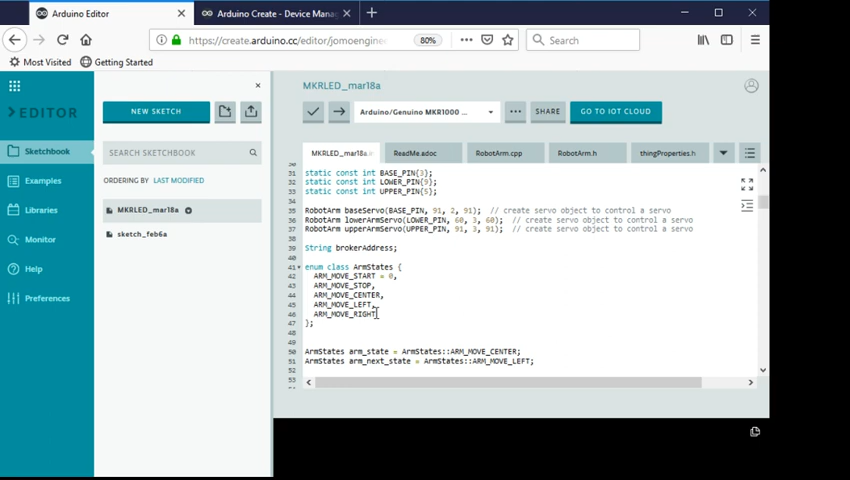 Arduino Editor
Arduino Create - Device Mana
https://create.arduino.cc/editor/jomoengine
80%
Search
Most Visited
Getting Started
EDITOR
Sketchbook
Examples
Libraries
Monitor
Help
Preferences
NEW SKETCH
SEARCH SKETCHBOOK
ORDERING BY LAST MODIFIED
MKRLED_mar18a
sketch_feb6a
MKRLED_mar18a
Arduino/Genuino MKR1000 ...
SHARE
GO TO IOT CLOUD
MKRLED_mar18a.in
ReadMe.adoc
RobotArm.cpp
RobotArm.h
thingProperties.h
30
31 static const int BASE_PIN{3};
32 static const int LOWER_PIN{9};
33 static const int UPPER_PIN{5};
34
35 RobotArm baseServo(BASE_PIN, 91, 2, 91); // create servo object to control a servo
36 RobotArm lowerArmServo(LOWER_PIN, 60, 3, 60); // create servo object to control a servo
37 RobotArm upperArmServo(UPPER_PIN, 91, 3, 91); // create servo object to control a servo
38
39 String brokerAddress;
40
41 enum class ArmStates {
42 ARM_MOVE_START = 0,
43 ARM_MOVE_STOP,
44 ARM_MOVE_CENTER,
45 ARM_MOVE_LEFT,
46 ARM_MOVE_RIGHT
47 };
48
49
50 ArmStates arm_state = ArmStates::ARM_MOVE_CENTER;
51 ArmStates arm_next_state = ArmStates::ARM_MOVE_LEFT;
52
53